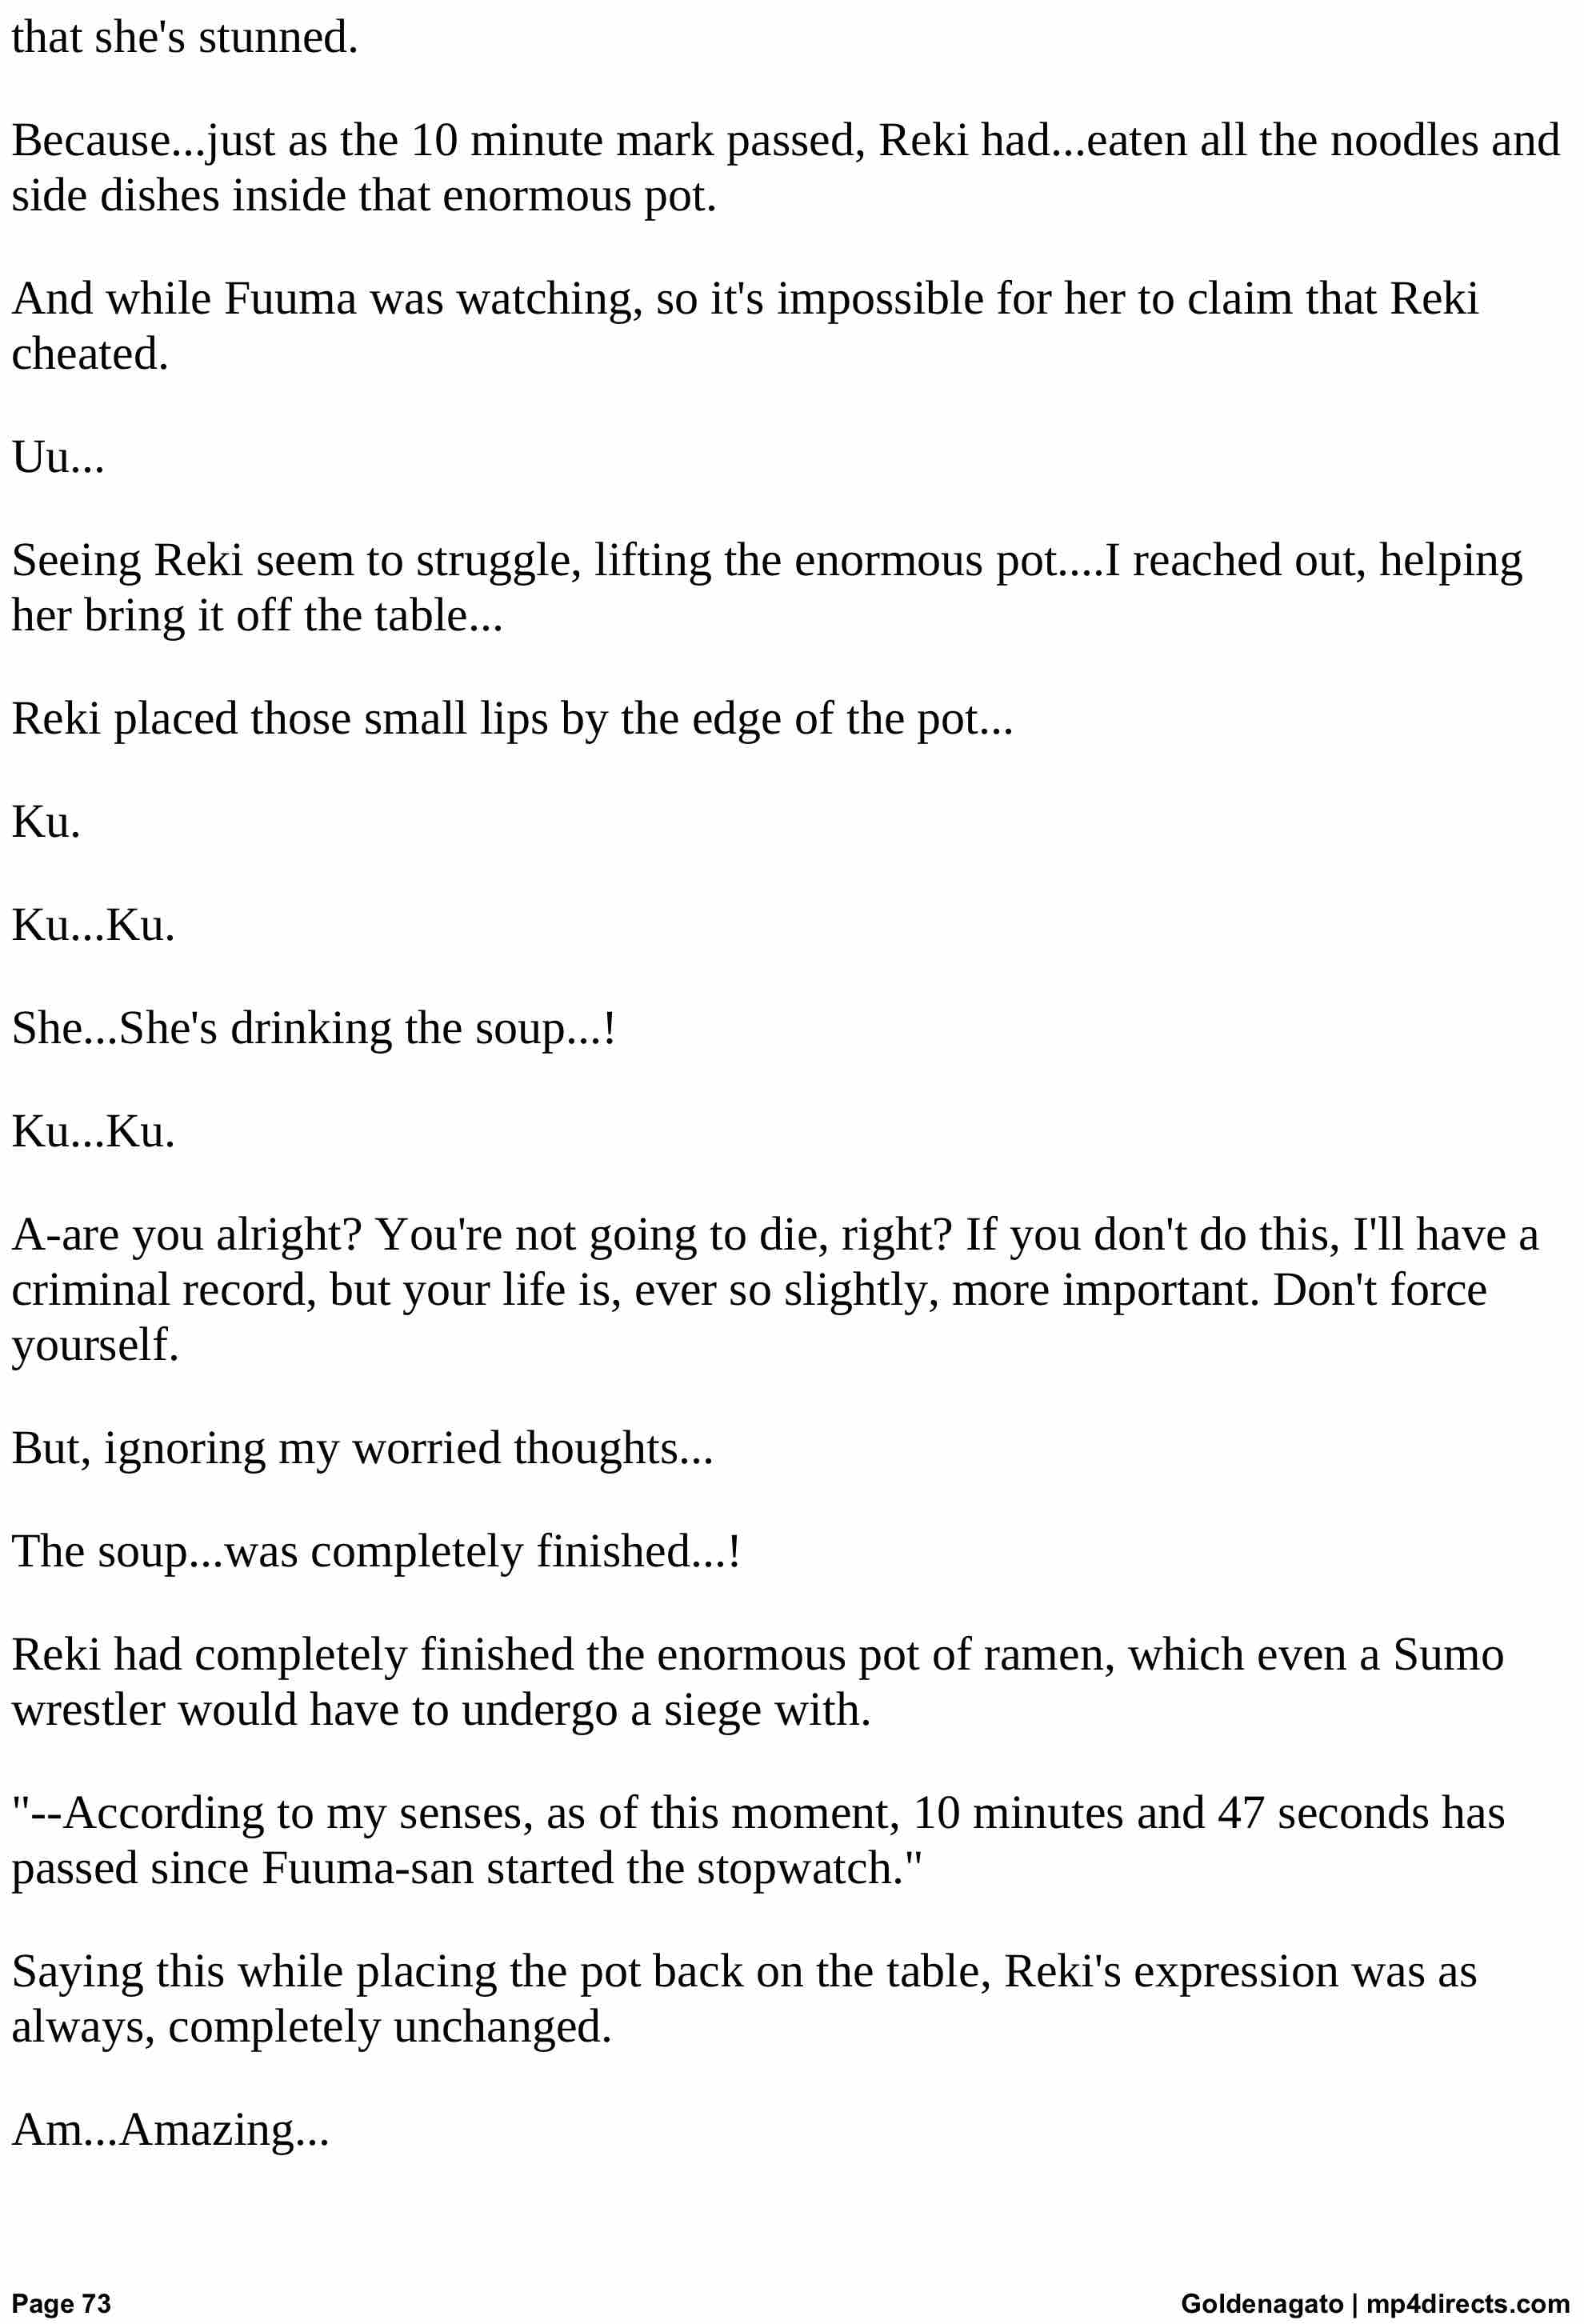 that she's stunned.
Because...just as the 10 minute mark passed, Reki had...eaten all the noodles and
side dishes inside that enormous pot.
And while Fuuma was watching, so it's impossible for her to claim that Reki
cheated.
Uu...
Seeing Reki seem to struggle, lifting the enormous pot....I reached out, helping
her bring it off the table...
Reki placed those small lips by the edge of the pot...
Ku.
Ku...Ku.
She...She's drinking the soup...!
Ku...Ku.
A-are you alright? You're not going to die, right? If you don't do this, I'll have a
criminal record, but your life is, ever so slightly, more important. Don't force
yourself.
But, ignoring my worried thoughts...
The soup...was completely finished...!
Reki had completely finished the enormous pot of ramen, which even a Sumo
wrestler would have to undergo a siege with.
"--According to my senses, as of this moment, 10 minutes and 47 seconds has
passed since Fuuma-san started the stopwatch."
Saying this while placing the pot back on the table, Reki's expression was as
always, completely unchanged.
Am...Amazing...
Page 73
Goldenagato | mp4directs.com